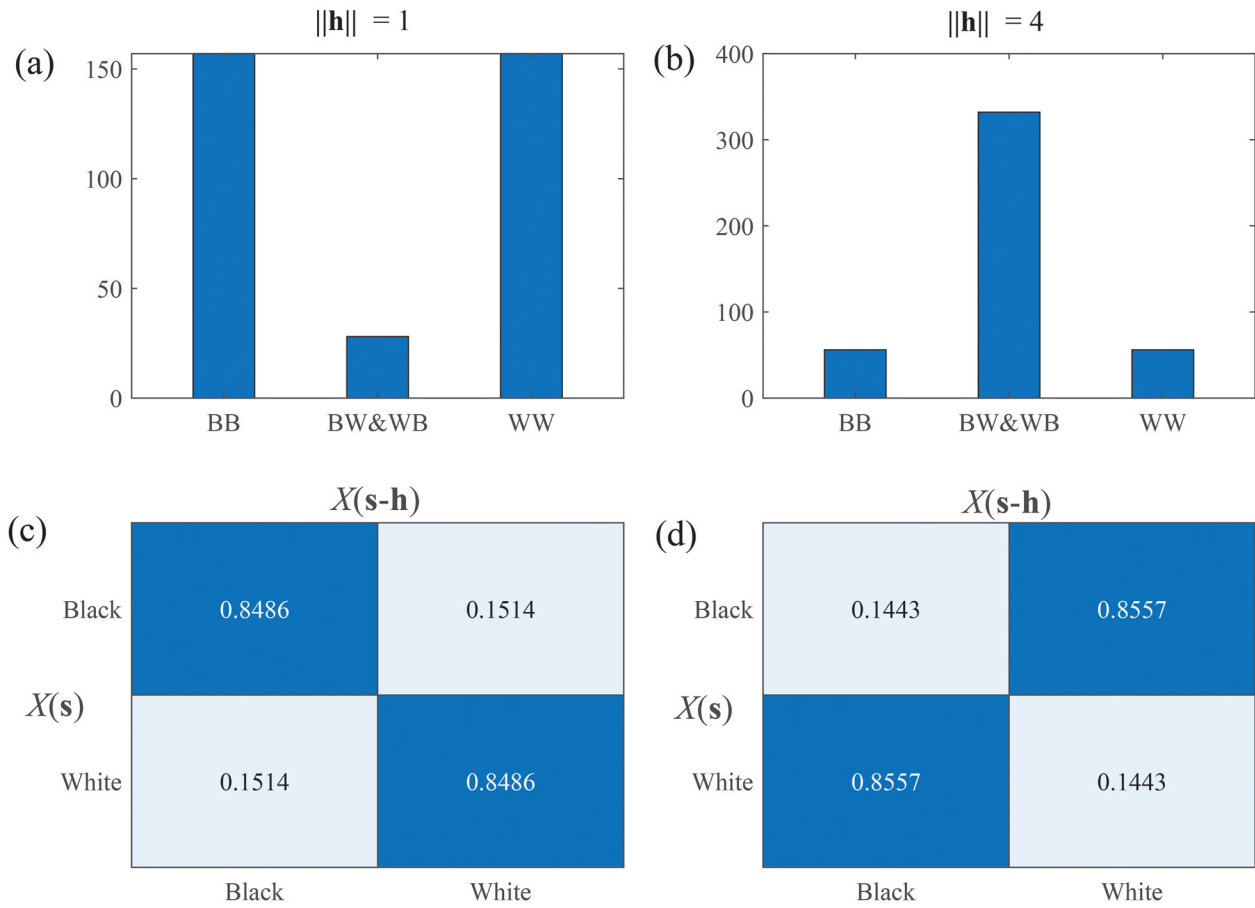 ||h|| = 1
(a)
150
100
50
0
BB
BW&WB
WW
||h|| = 4
(b)
400
300
200
100
0
BB
BW&WB
WW
X(s-h)
(c)
Black
0.8486
0.1514
X(s)
White
0.1514
0.8486
Black
White
X(s-h)
(d)
Black
0.1443
0.8557
X(s)
White
0.8557
0.1443
Black
White